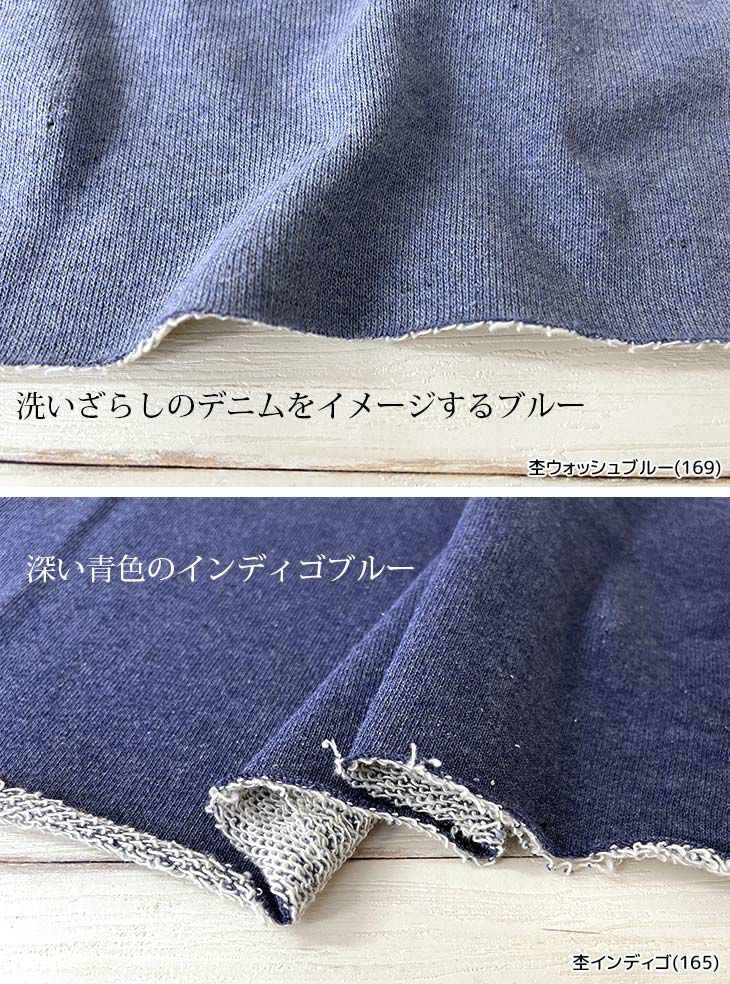 洗いざらしのデニムをイメージするブルー
杢ウォッシュブルー(169)
深い青色のインディゴブルー
杢インディゴ(165)